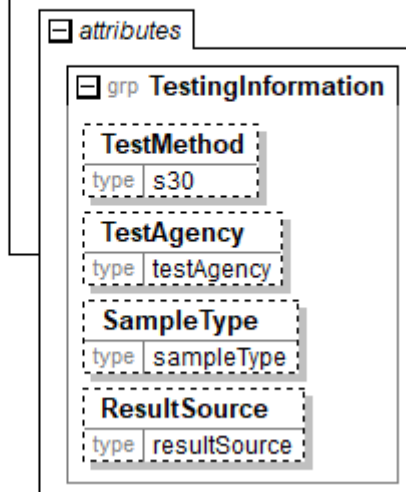 attributes
grp TestingInformation
TestMethod
type s30
TestAgency
type testAgency
SampleType
type sampleType
ResultSource
type resultSource